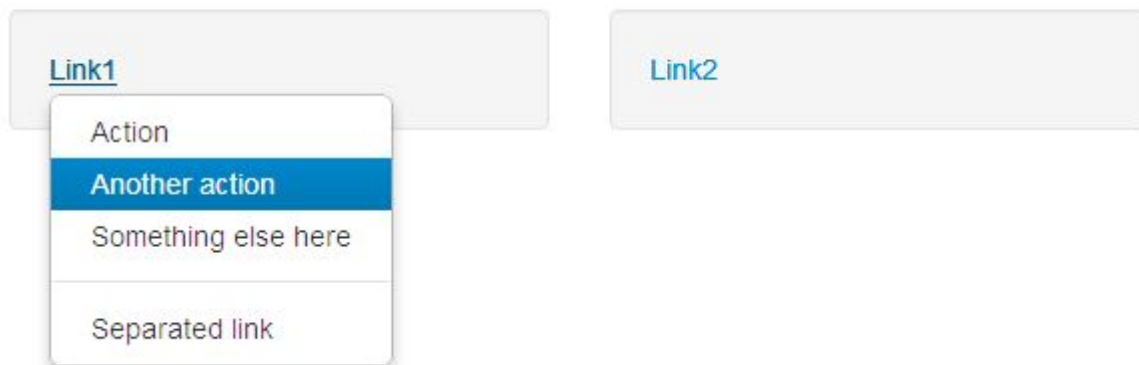 Link1
Link2
Action
Another action
Something else here
Separated link